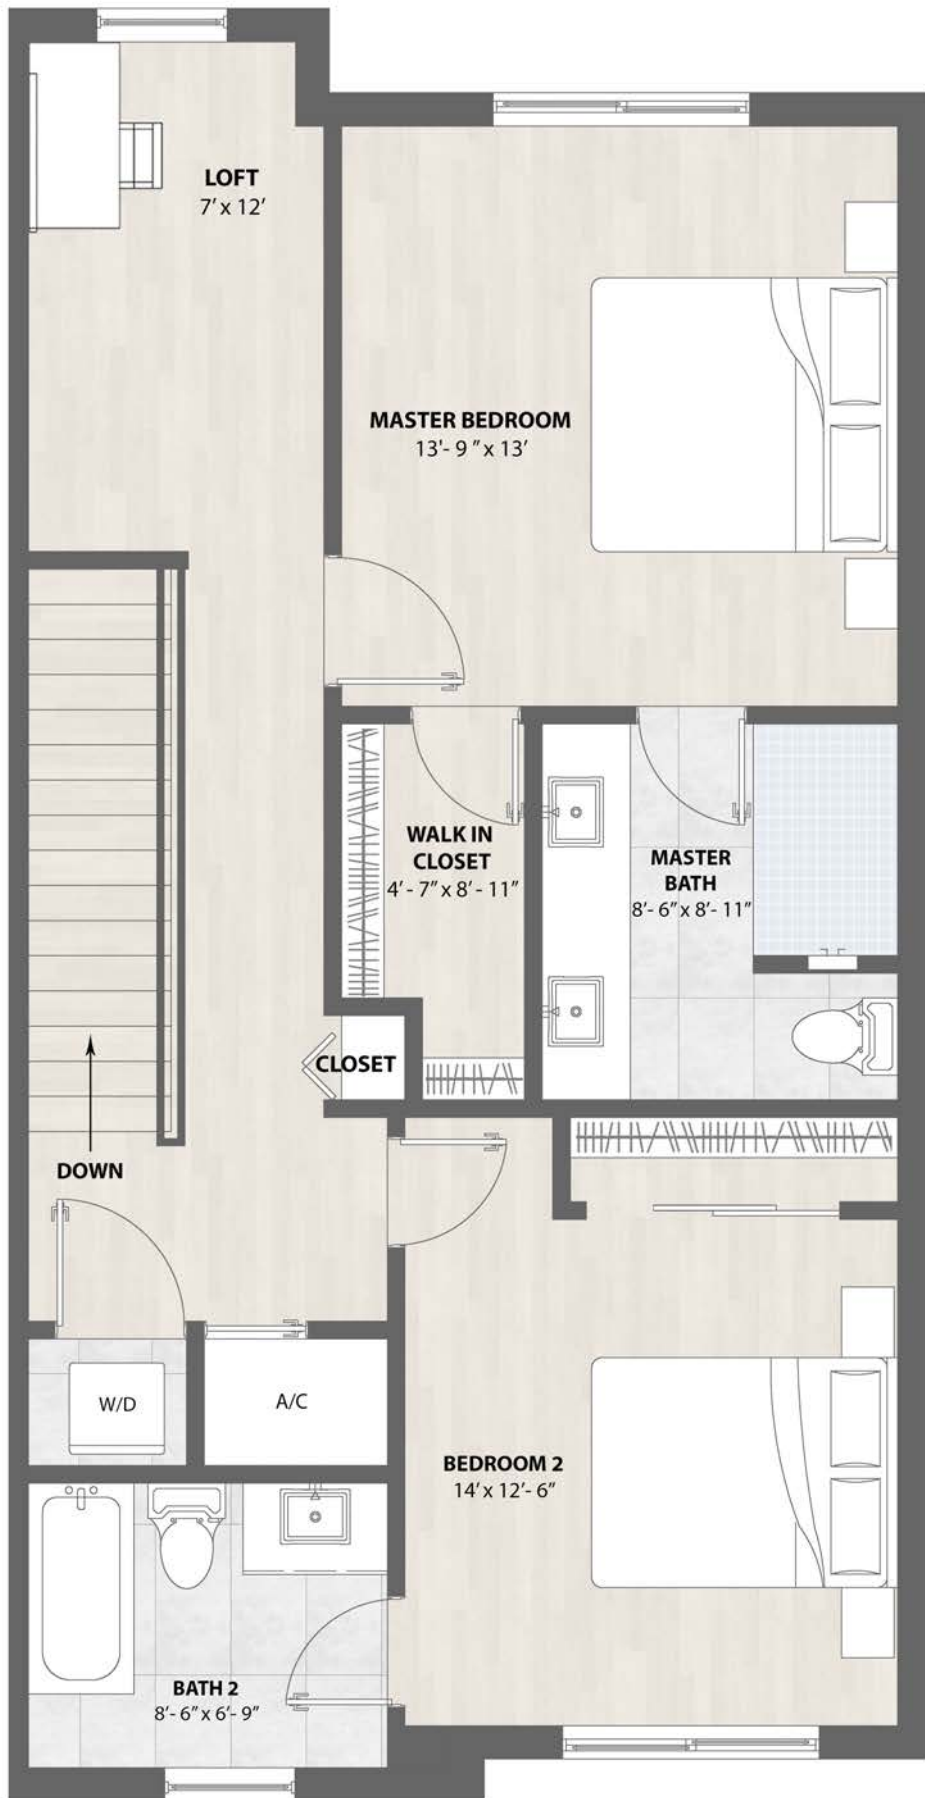 LOFT
7' x 12'
MASTER BEDROOM
13'- 9 " x 13'
WALK IN
CLOSET
4' - 7" x 8' - 11"
MASTER
BATH
8'- 6" x 8'- 11"
CLOSET
DOWN
W/D
A/C
BEDROOM 2
14' x 12'- 6"
BATH 2
8'- 6" x 6'- 9"